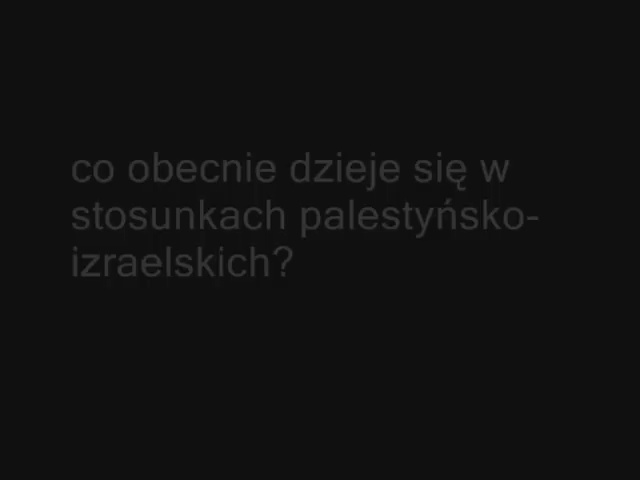 co obecnie dzieje się w
stosunkach palestyńsko-
izraelskich?